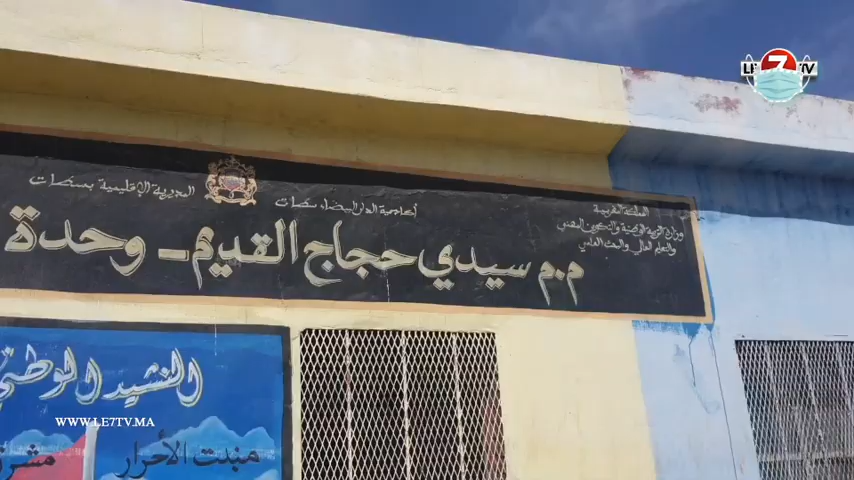 LE7TV
المملكة المغربية
وزارة التربية الوطنية والتكوين المهني
والتعليم العالي والبحث العلمي
أكاديمية الدار البيضاء سطات
المديرية الإقليمية بسطات
م.م سيدي حجاج القديم - وحدة
النشيد الوطني
WWW.LE7TV.MA
منبت الأحرار